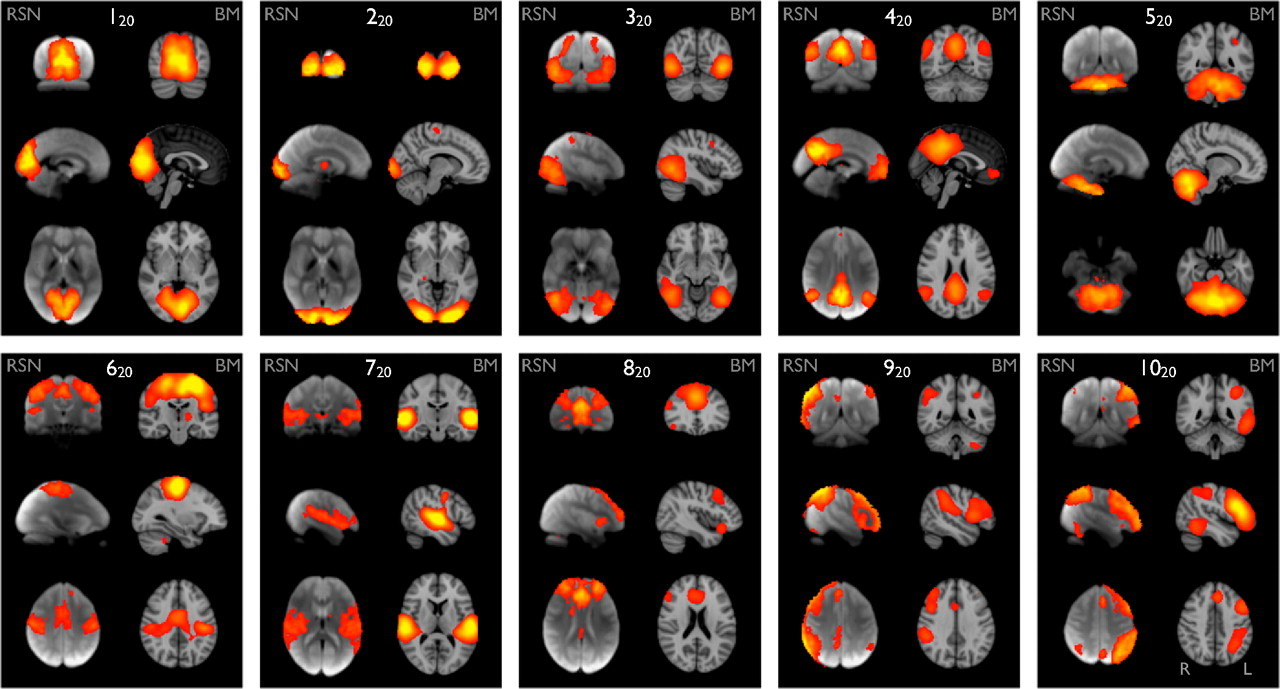 RSN 1₂₀ BM
RSN 2₂₀ BM
RSN 3₂₀ BM
RSN 4₂₀ BM
RSN 5₂₀ BM
RSN 6₂₀ BM
RSN 7₂₀ BM
RSN 8₂₀ BM
RSN 9₂₀ BM
RSN 10₂₀ BM
R L